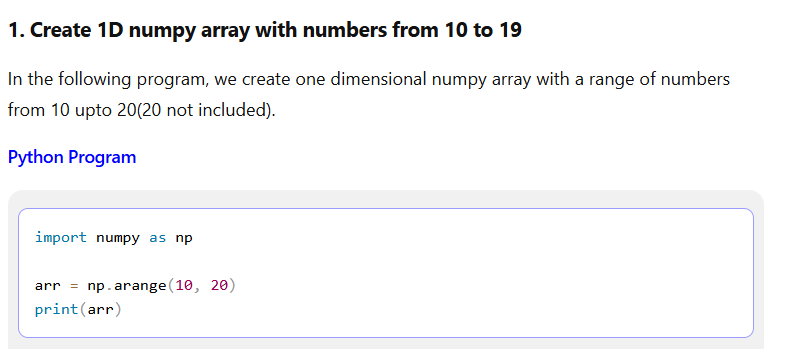 1. Create 1D numpy array with numbers from 10 to 19
In the following program, we create one dimensional numpy array with a range of numbers
from 10 upto 20(20 not included).
Python Program
import numpy as np
arr = np.arange(10, 20)
print(arr)